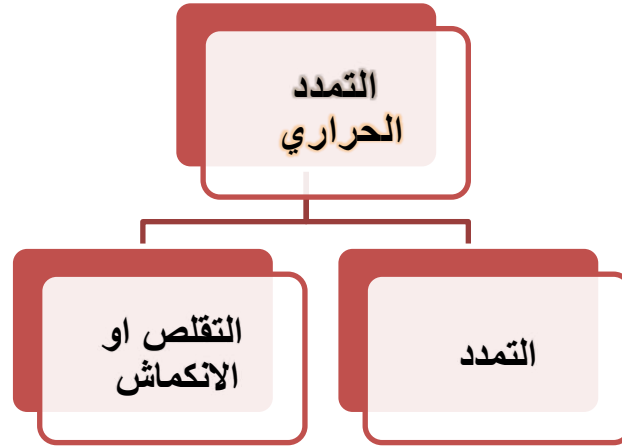 التمدد
الحراري
التمدد
التقلص او
الانكماش